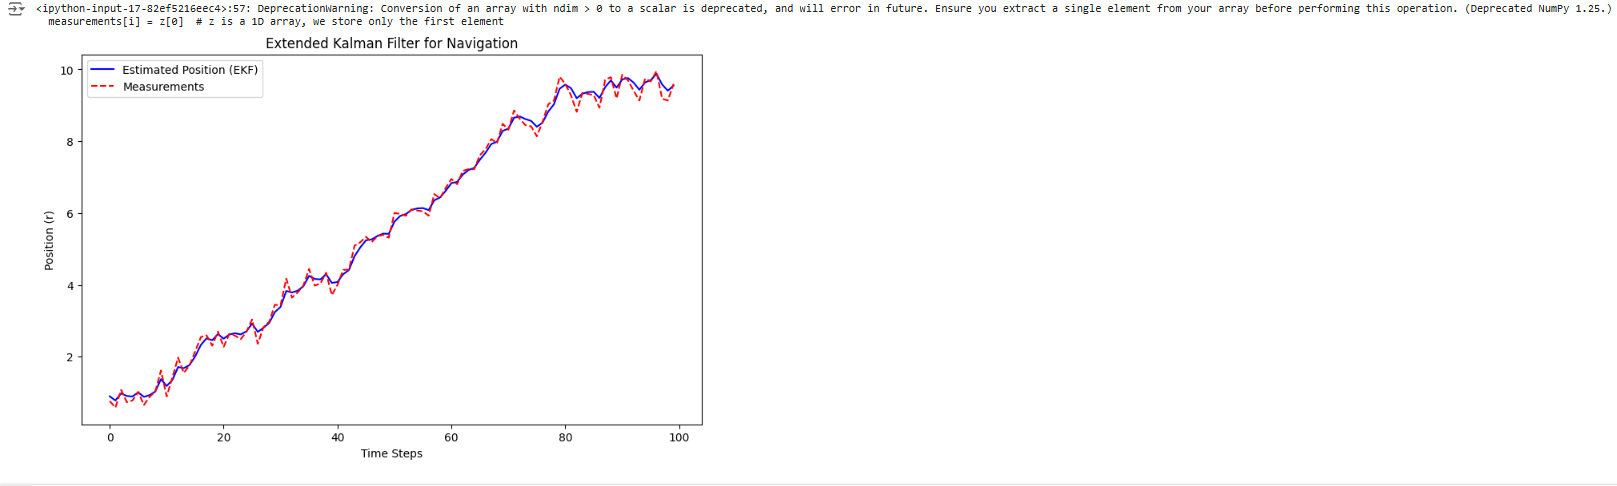 <ipython-input-17-82ef5216eec4>:57: DeprecationWarning: Conversion of an array with ndim > 0 to a scalar is deprecated, and will error in future. Ensure you extract a single element from your array before performing this operation. (Deprecated NumPy 1.25.)
measurements[i] = z[0]  # z is a 1D array, we store only the first element
Extended Kalman Filter for Navigation
Estimated Position (EKF)
Measurements
10
8
6
4
2
Position (r)
0 20 40 60 80 100
Time Steps